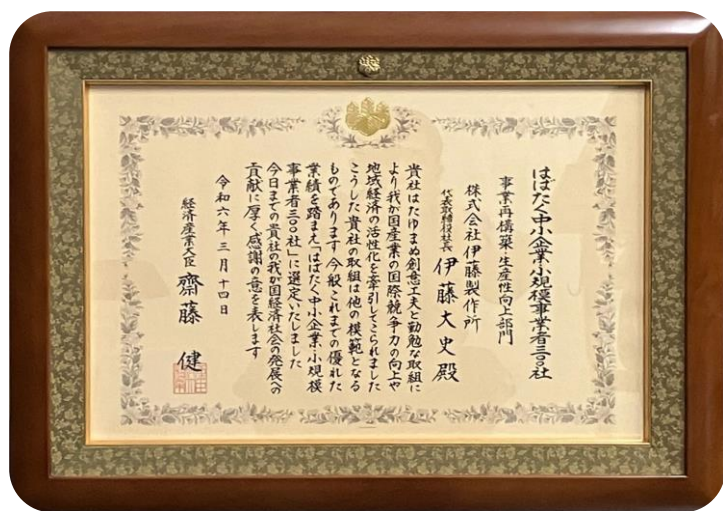 はばたく中小企業・小規模事業者三〇〇社
事業再構築・生産性向上部門
株式会社伊藤製作所
代表取締役社長 伊藤大史殿
貴社はたゆまぬ創意工夫と勤勉な取組に
より我が国産業の国際競争力の向上や
地域経済の活性化を牽引してこられました
こうした貴社の取組は他の模範となる
ものであります 今般これまでの優れた
業績を踏まえ「はばたく中小企業・小規模
事業者三〇〇社」に選定いたしました
今日までの貴社の我が国経済社会の発展への
貢献に厚く感謝の意を表します
令和六年三月十四日
経済産業大臣 齋藤 健